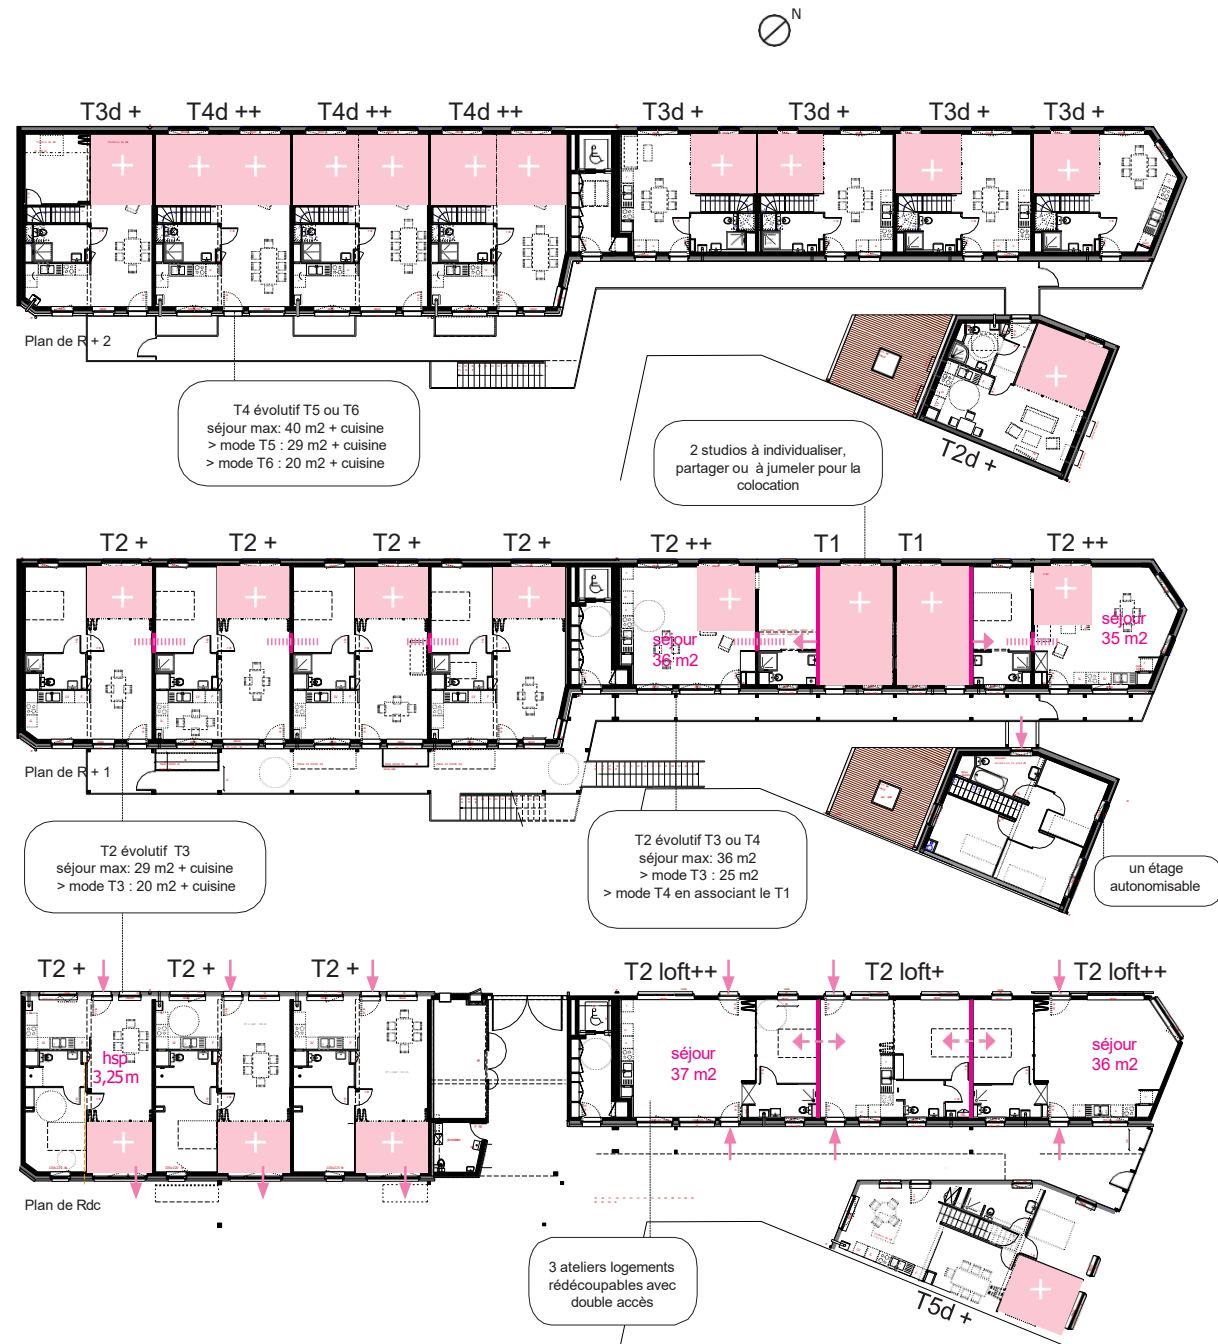 N
T3d + T4d ++ T4d ++ T4d ++ T3d + T3d + T3d + T3d +
Plan de R + 2
T4 évolutif T5 ou T6
séjour max: 40 m2 + cuisine
> mode T5 : 29 m2 + cuisine
> mode T6 : 20 m2 + cuisine
T2d +
2 studios à individualiser,
partager ou à jumeler pour la
colocation
T2 + T2 + T2 + T2 + T2 ++ T1 T1 T2 ++
séjour
36 m2
séjour
35 m2
Plan de R + 1
T2 évolutif T3
séjour max: 29 m2 + cuisine
> mode T3 : 20 m2 + cuisine
T2 évolutif T3 ou T4
séjour max: 36 m2
> mode T3 : 25 m2
> mode T4 en associant le T1
un étage
autonomisable
T2 + T2 + T2 + T2 loft++ T2 loft+ T2 loft++
hsp
3,25m
séjour
37 m2
séjour
36 m2
Plan de Rdc
3 ateliers logements
rédécoupables avec
double accès
T5d +